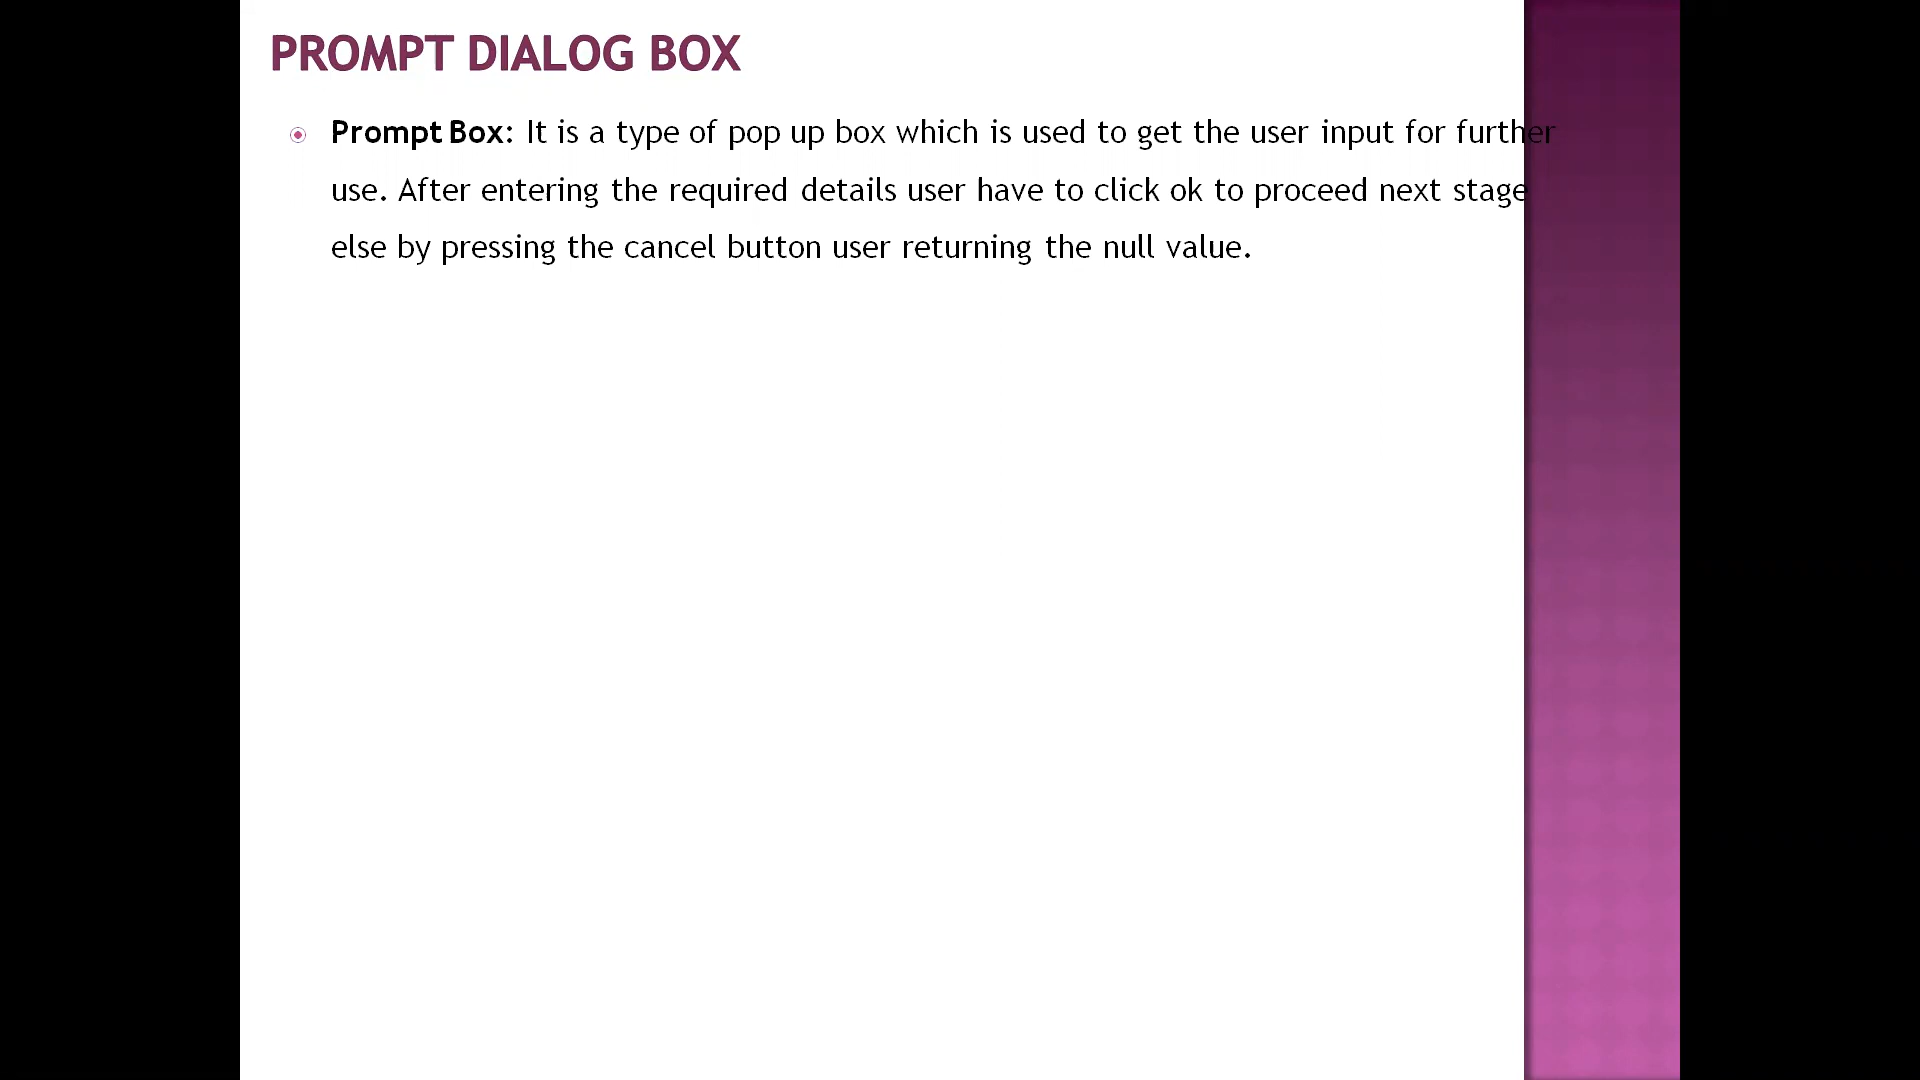 PROMPT DIALOG BOX
Prompt Box: It is a type of pop up box which is used to get the user input for further
use. After entering the required details user have to click ok to proceed next stage
else by pressing the cancel button user returning the null value.